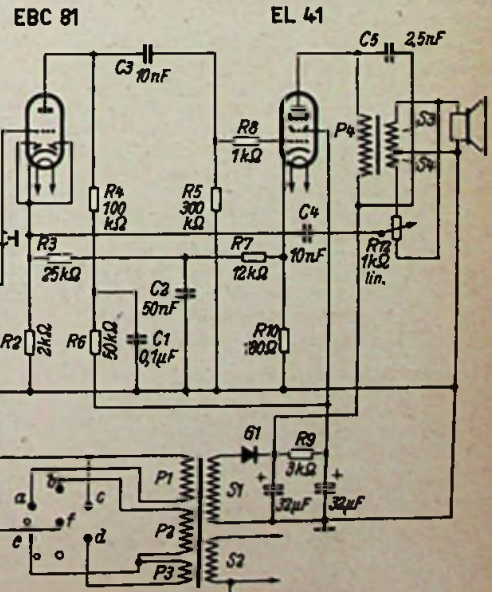 EBC 81
EL 41
C3
10nF
C5
2,5nF
P4
S3
S4
R8
1kΩ
R4
100
kΩ
R5
300
kΩ
C4
10nF
R12
1kΩ
lin.
R3
25kΩ
R7
12kΩ
C2
50nF
R2
2kΩ
R6
50kΩ
C1
0,1µF
R10
G1
R9
3kΩ
P1
S1
+
32µF
+
32µF
a
b
c
P2
e
f
d
P3
S2